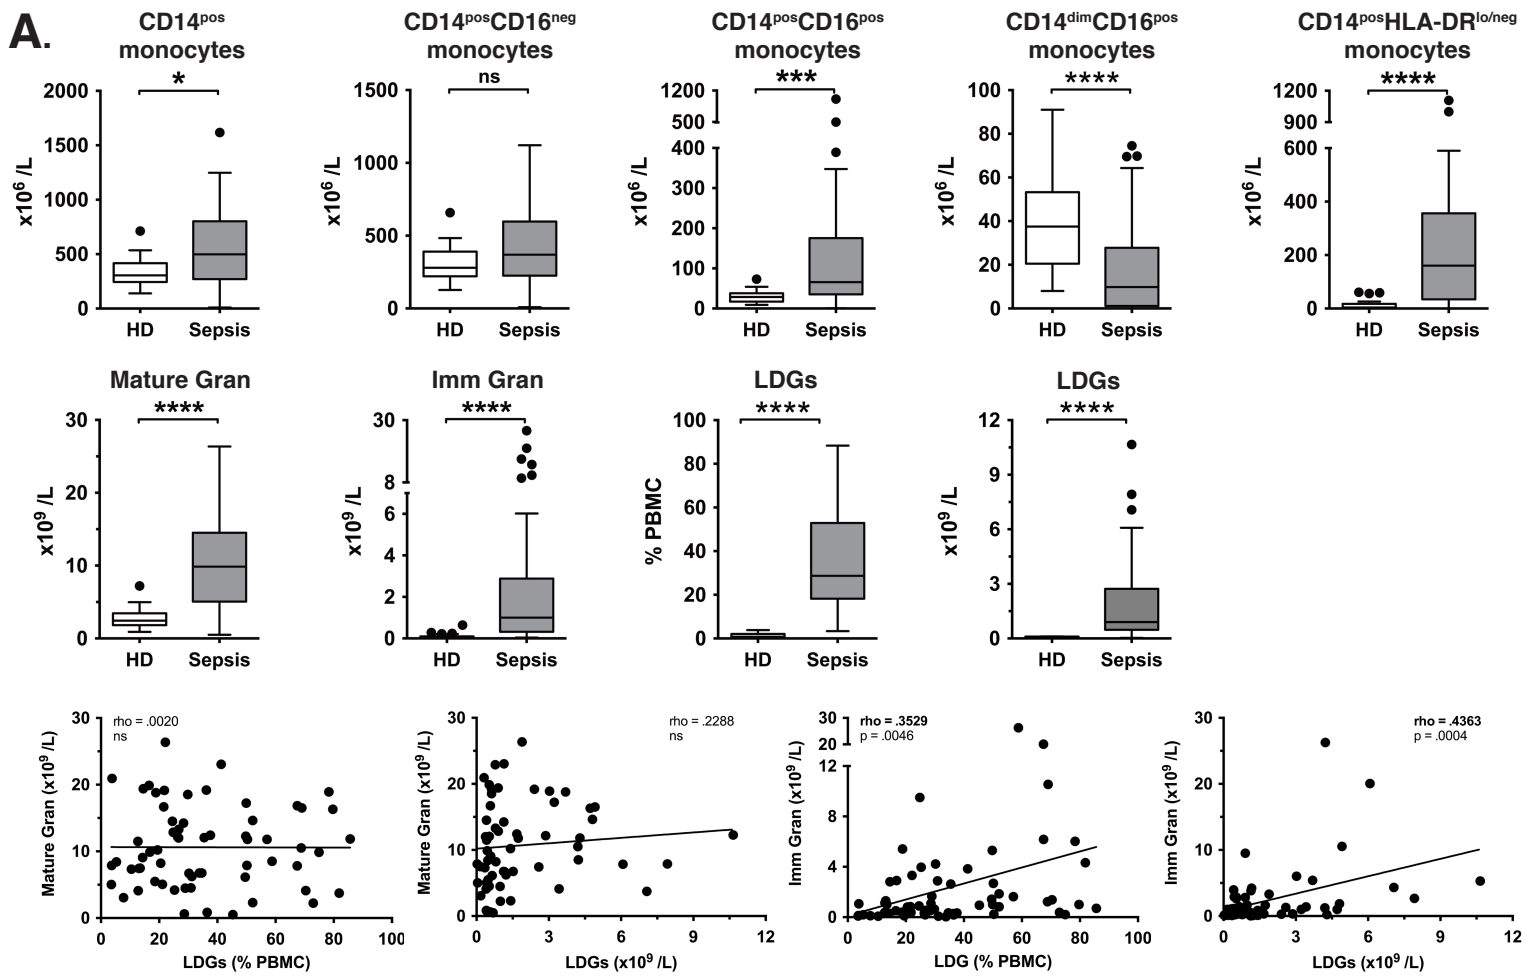 A.
CD14pos
monocytes
*
2000
1500
1000
500
0
x10⁶ /L
HD
Sepsis
CD14posCD16neg
monocytes
ns
1500
1000
500
0
x10⁶ /L
HD
Sepsis
CD14posCD16pos
monocytes
***
1200
500
400
300
200
100
0
x10⁶ /L
HD
Sepsis
CD14dimCD16pos
monocytes
****
100
80
60
40
20
0
x10⁶ /L
HD
Sepsis
CD14posHLA-DRlo/neg
monocytes
****
1200
900
600
400
200
0
x10⁶ /L
HD
Sepsis
Mature Gran
****
30
20
10
0
x10⁹ /L
HD
Sepsis
Imm Gran
****
30
8
6
4
2
0
x10⁹ /L
HD
Sepsis
LDGs
****
100
80
60
40
20
0
% PBMC
HD
Sepsis
LDGs
****
12
9
6
3
0
x10⁹ /L
HD
Sepsis
rho = .0020
ns
30
20
10
0
Mature Gran (x10⁹ /L)
0 20 40 60 80 100
LDGs (% PBMC)
rho = .2288
ns
30
20
10
0
Mature Gran (x10⁹ /L)
0 3 6 9 12
LDGs (x10⁹ /L)
rho = .3529
p = .0046
30
20
12
8
4
0
Imm Gran (x10⁹ /L)
0 20 40 60 80 100
LDG (% PBMC)
rho = .4363
p = .0004
30
20
10
0
Imm Gran (x10⁹ /L)
0 3 6 9 12
LDGs (x10⁹ /L)